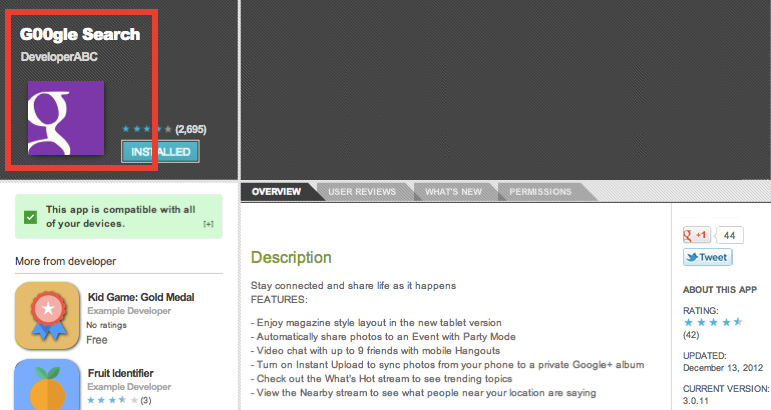 G00gle Search
DeveloperABC
g
(2,695)
INSTALLED
This app is compatible with all
of your devices.
[+]
More from developer
Kid Game: Gold Medal
Example Developer
No ratings
Free
Fruit Identifier
Example Developer
(3)
OVERVIEW
USER REVIEWS
WHAT'S NEW
PERMISSIONS
Description
Stay connected and share life as it happens
FEATURES:
- Enjoy magazine style layout in the new tablet version
- Automatically share photos to an Event with Party Mode
- Video chat with up to 9 friends with mobile Hangouts
- Turn on Instant Upload to sync photos from your phone to a private Google+ album
- Check out the What's Hot stream to see trending topics
- View the Nearby stream to see what people near your location are saying
g +1 44
Tweet
ABOUT THIS APP
RATING:
(42)
UPDATED:
December 13, 2012
CURRENT VERSION:
3.0.11